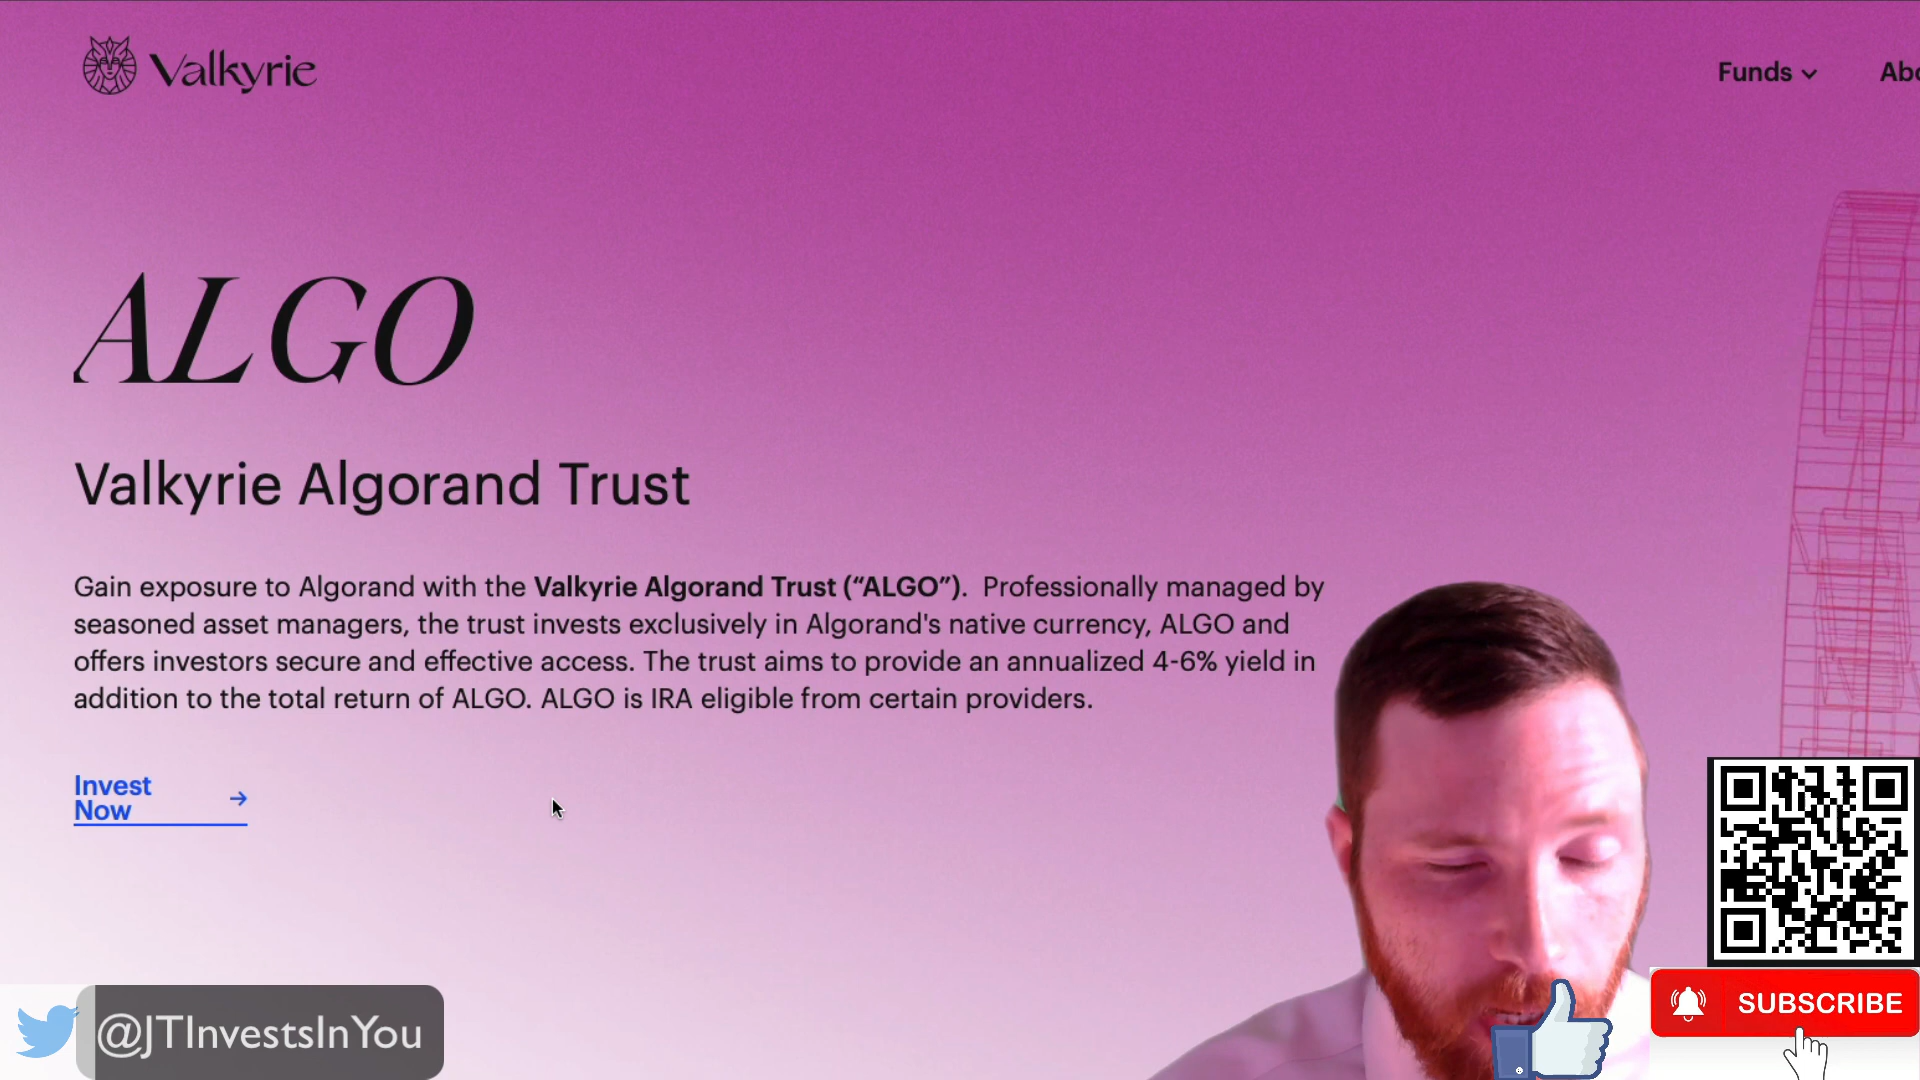 Valkyrie
Funds
Abo
ALGO
Valkyrie Algorand Trust
Gain exposure to Algorand with the Valkyrie Algorand Trust (“ALGO”).  Professionally managed by
seasoned asset managers, the trust invests exclusively in Algorand's native currency, ALGO and
offers investors secure and effective access. The trust aims to provide an annualized 4-6% yield in
addition to the total return of ALGO. ALGO is IRA eligible from certain providers.
Invest
Now
@JTInvestsInYou
SUBSCRIBE